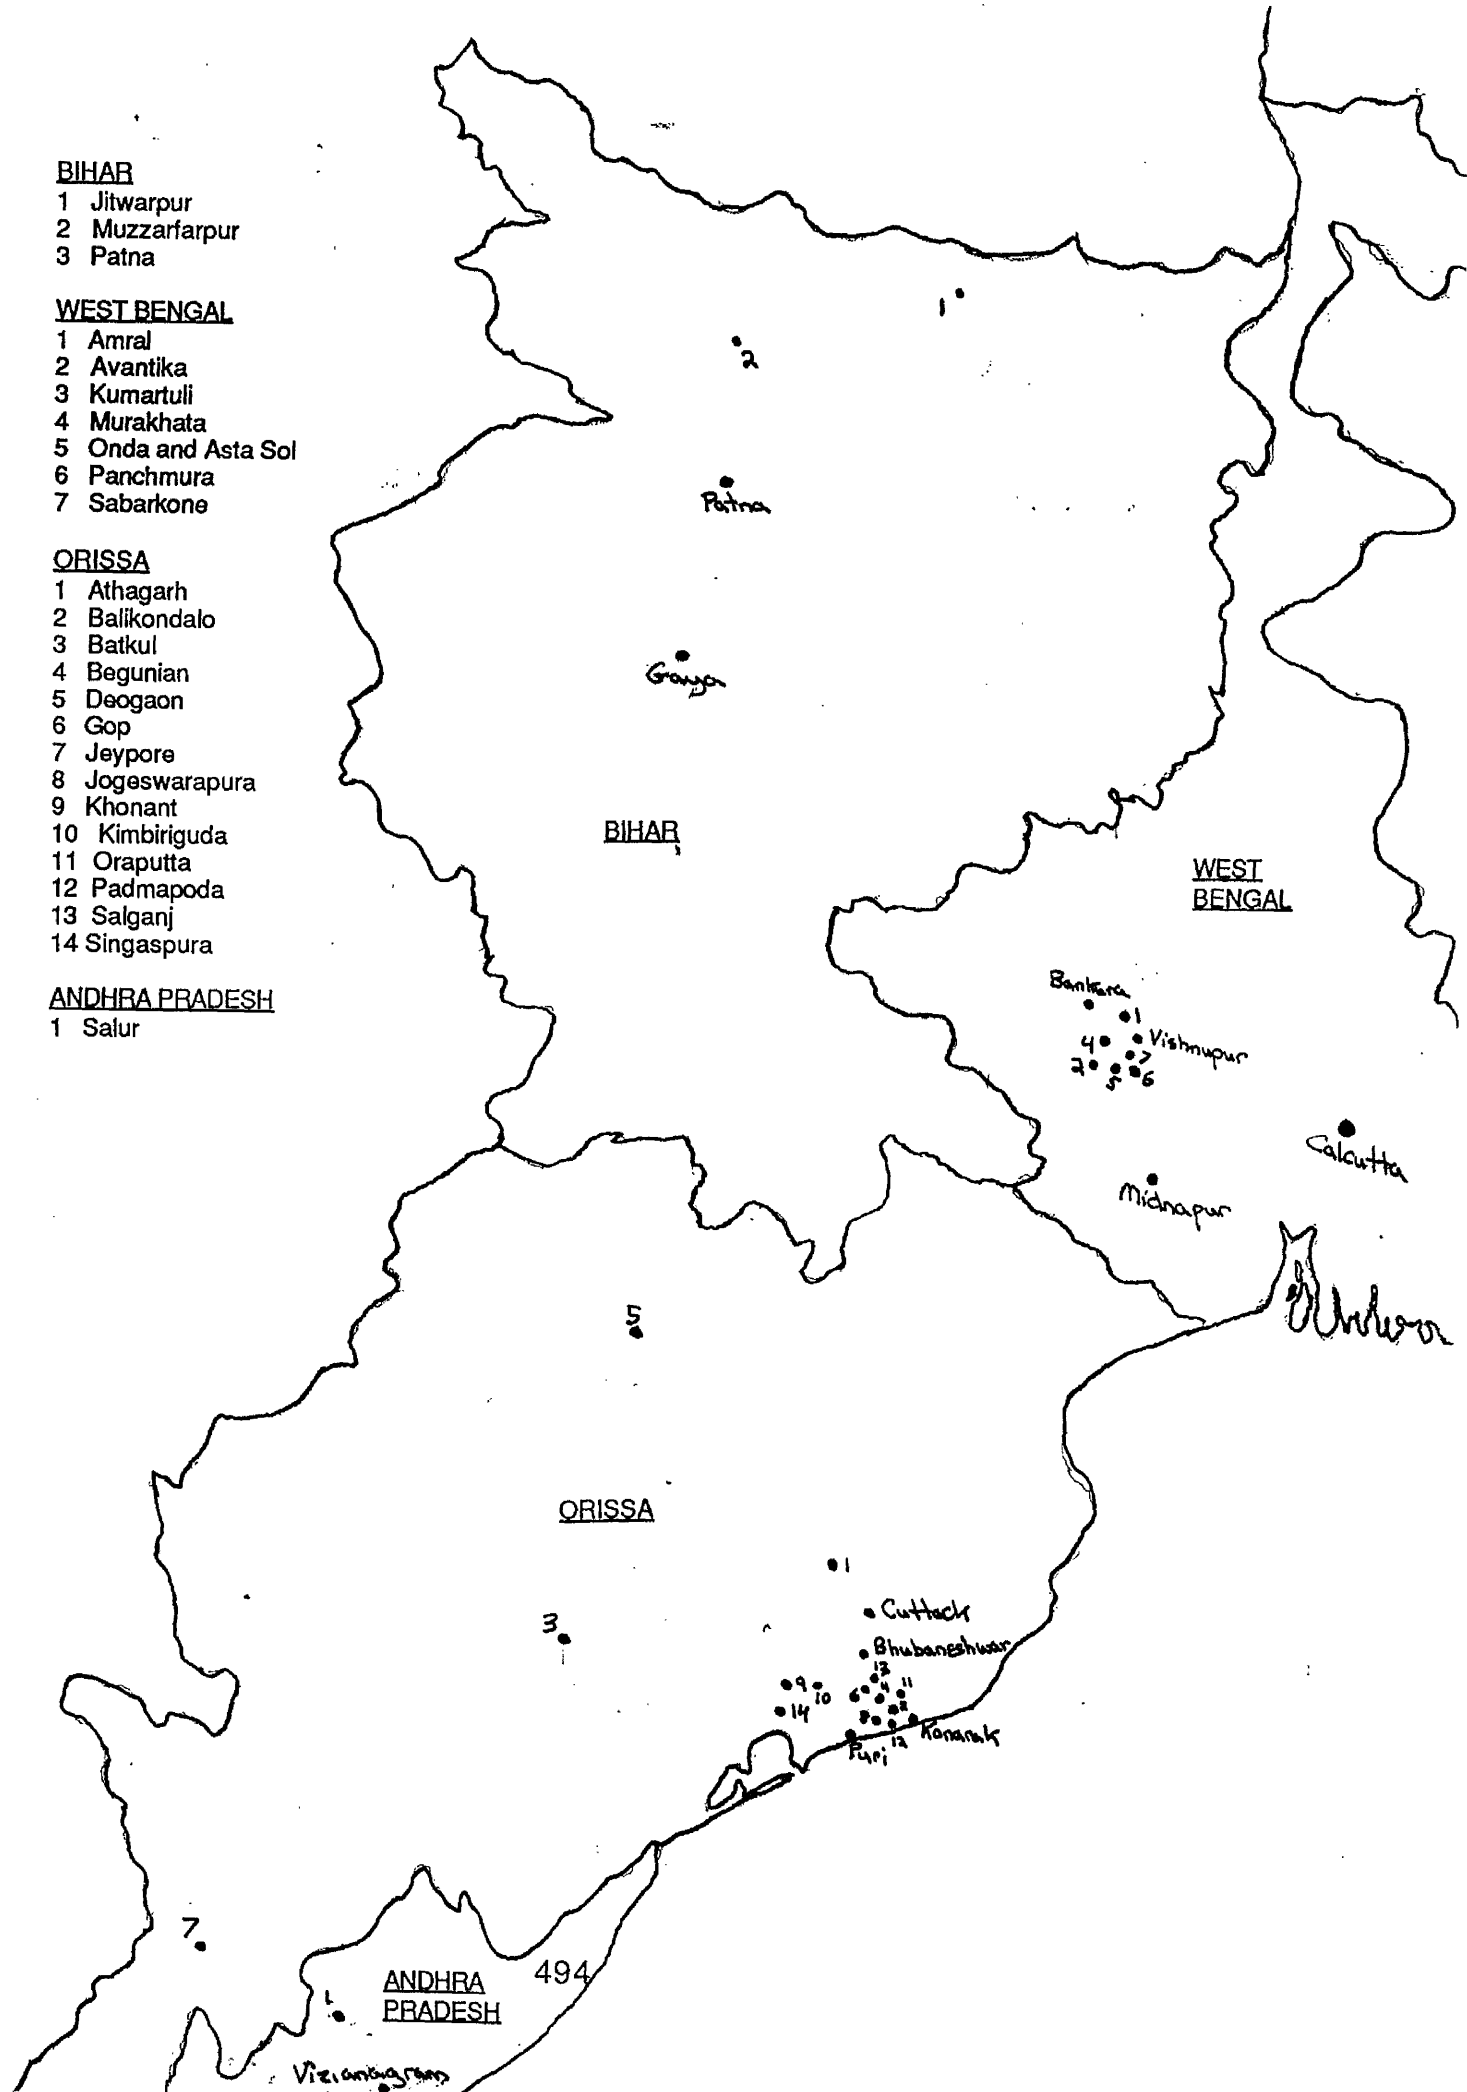 BIHAR
1 Jitwarpur
2 Muzzarfarpur
3 Patna
WEST BENGAL
1 Amral
2 Avantika
3 Kumartuli
4 Murakhata
5 Onda and Asta Sol
6 Panchmura
7 Sabarkone
ORISSA
1 Athagarh
2 Balikondalo
3 Batkul
4 Begunian
5 Deogaon
6 Gop
7 Jeypore
8 Jogeswarapura
9 Khonant
10 Kimbiriguda
11 Oraputta
12 Padmapoda
13 Salganj
14 Singaspura
ANDHRA PRADESH
1 Salur
1
2
Patna
Gaya
BIHAR
WEST
BENGAL
Bankura
1
4
Vishnupur
7
2
5
6
Calcutta
Midnapur
5
ORISSA
1
3
Cuttack
Bhubaneshwar
13
9
10
6
4
11
14
8
2
12
Konarak
Puri
7
494
ANDHRA
PRADESH
1
Vizianagram